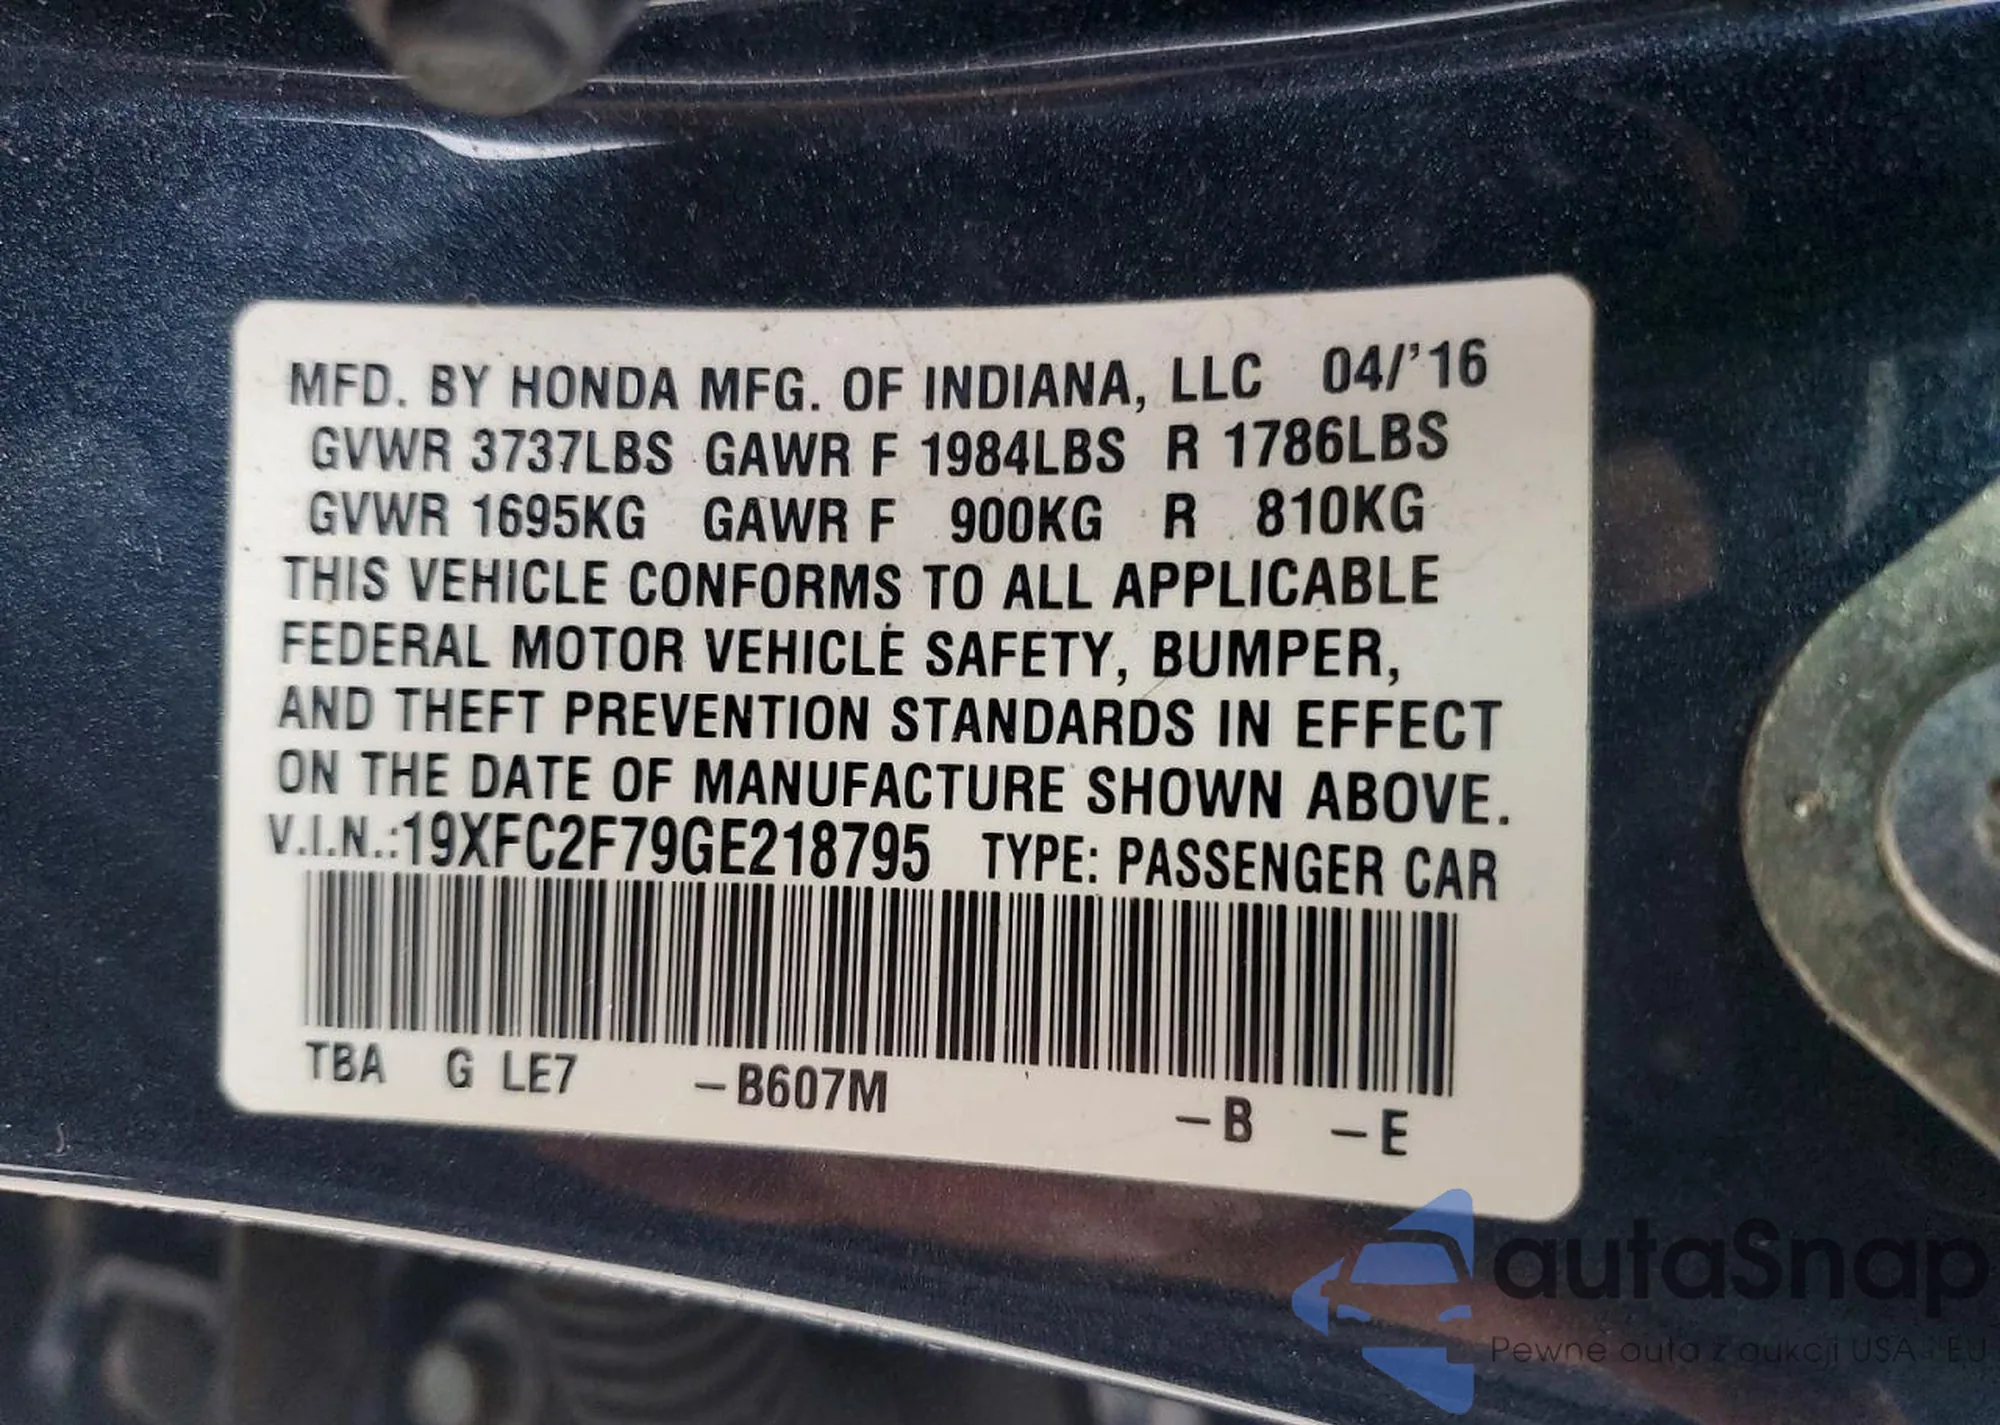 MFD. BY HONDA MFG. OF INDIANA, LLC 04/'16
GVWR 3737LBS GAWR F 1984LBS R 1786LBS
GVWR 1695KG GAWR F 900KG R 810KG
THIS VEHICLE CONFORMS TO ALL APPLICABLE
FEDERAL MOTOR VEHICLE SAFETY, BUMPER,
AND THEFT PREVENTION STANDARDS IN EFFECT
ON THE DATE OF MANUFACTURE SHOWN ABOVE.
V.I.N.:19XFC2F79GE218795 TYPE: PASSENGER CAR
TBA G LE7 –B607M –B –E
autaSnap
Pewne auta z aukcji USA i EU